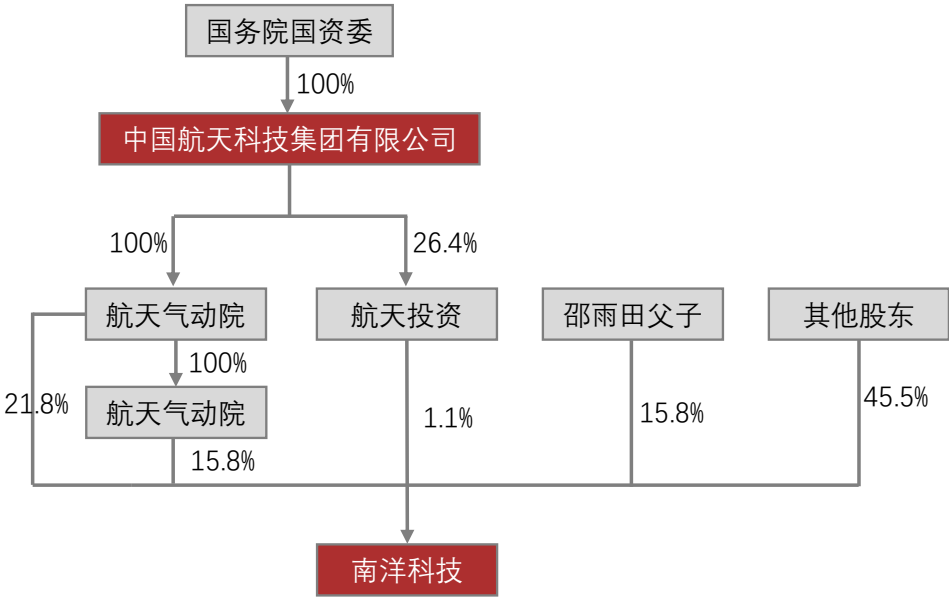 国务院国资委
100%
中国航天科技集团有限公司
100%
26.4%
航天气动院
航天投资
邵雨田父子
其他股东
100%
21.8%
航天气动院
15.8%
1.1%
15.8%
45.5%
南洋科技